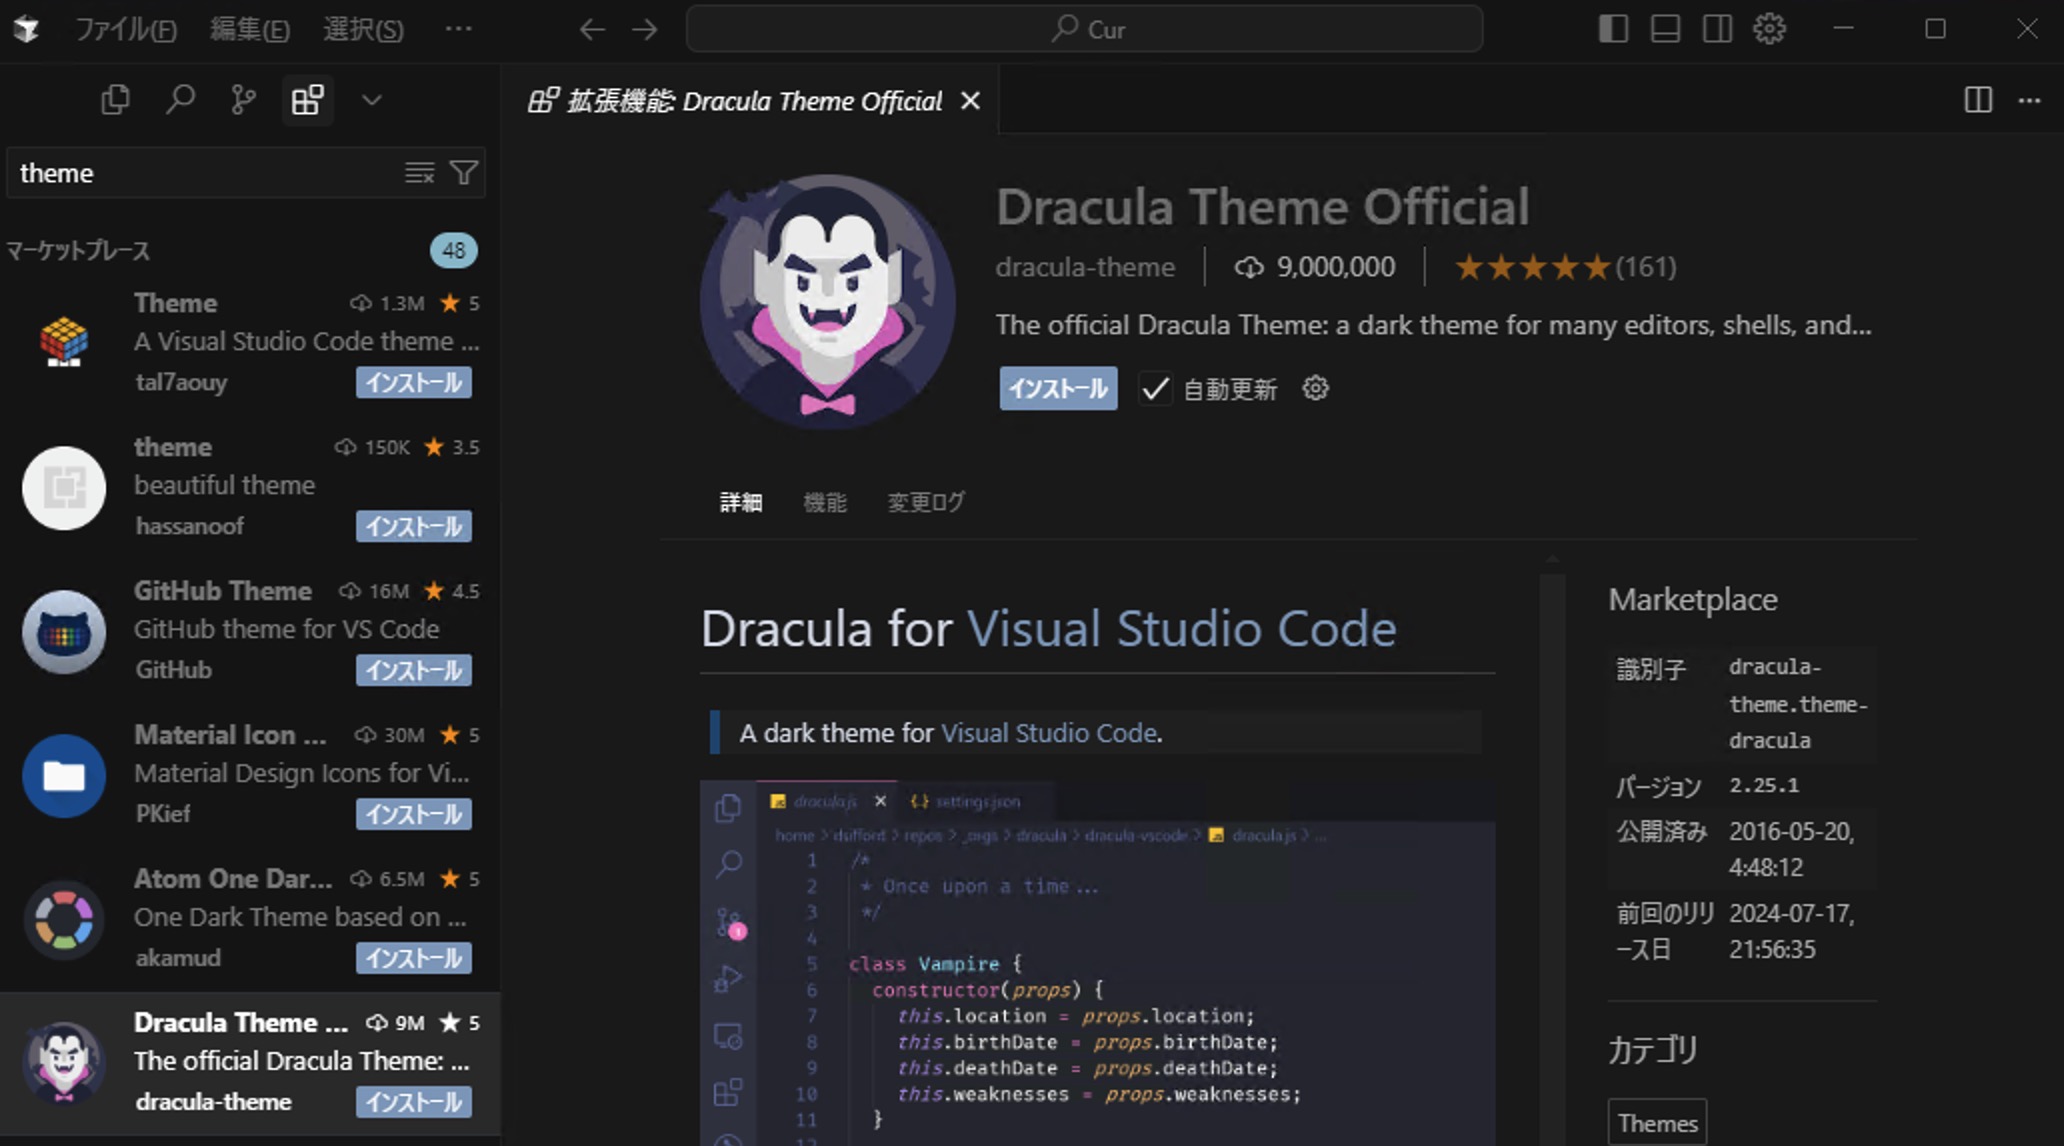 ファイル(F) 編集(E) 選択(S) ··· Cur
theme
マーケットプレース 48
Theme 1.3M ★ 5
A Visual Studio Code theme ...
tal7aouy インストール
theme 150K ★ 3.5
beautiful theme
hassanoof インストール
GitHub Theme 16M ★ 4.5
GitHub theme for VS Code
GitHub インストール
Material Icon ... 30M ★ 5
Material Design Icons for Vi...
PKief インストール
Atom One Dar... 6.5M ★ 5
One Dark Theme based on ...
akamud インストール
Dracula Theme ... 9M ★ 5
The official Dracula Theme: ...
dracula-theme インストール
拡張機能: Dracula Theme Official
Dracula Theme Official
dracula-theme 9,000,000 ★★★★★(161)
The official Dracula Theme: a dark theme for many editors, shells, and...
インストール 自動更新
詳細 機能 変更ログ
Dracula for Visual Studio Code
A dark theme for Visual Studio Code.
dracula.js settings.json
home > dsifford > repos > _orgs > dracula > dracula-vscode > dracula.js > ...
1 /*
2 * Once upon a time...
3 */
4
5 class Vampire {
6 constructor(props) {
7 this.location = props.location;
8 this.birthDate = props.birthDate;
9 this.deathDate = props.deathDate;
10 this.weaknesses = props.weaknesses;
11 }
12
Marketplace
識別子 dracula-
theme.theme-
dracula
バージョン 2.25.1
公開済み 2016-05-20,
4:48:12
前回のリリ 2024-07-17,
ース日 21:56:35
カテゴリ
Themes